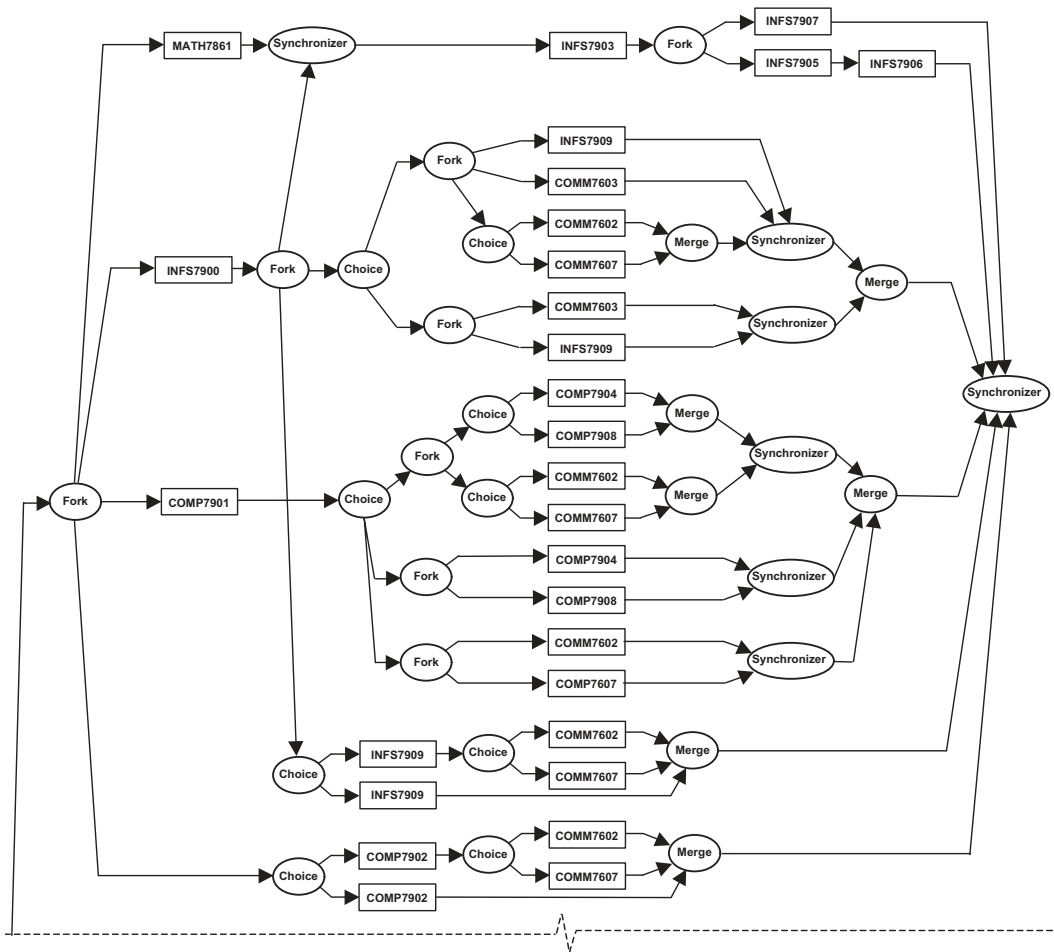 INFS7907
MATH7861
Synchronizer
INFS7903
Fork
INFS7905
INFS7906
INFS7909
Fork
COMM7603
COMM7602
Choice
Merge
Synchronizer
COMM7607
INFS7900
Fork
Choice
Merge
COMM7603
Fork
Synchronizer
INFS7909
COMP7904
Choice
Merge
Synchronizer
COMP7908
Fork
Synchronizer
COMM7602
Choice
Merge
Merge
Fork
COMP7901
Choice
COMM7607
COMP7904
Fork
Synchronizer
COMP7908
COMM7602
Fork
Synchronizer
COMP7607
COMM7602
INFS7909
Choice
Merge
Choice
COMM7607
INFS7909
COMM7602
COMP7902
Choice
Merge
Choice
COMM7607
COMP7902